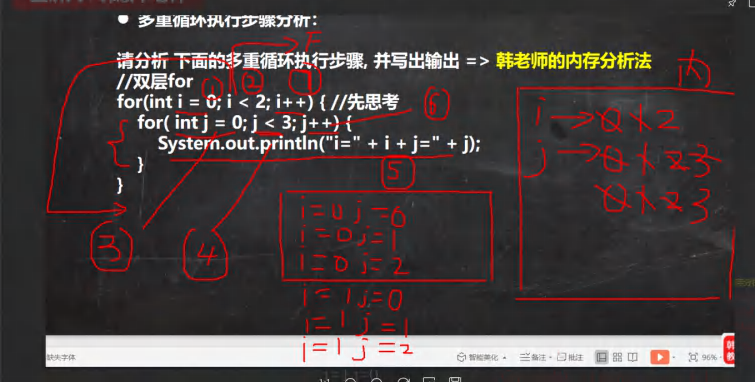 多重循环执行步骤分析:
请分析 下面的多重循环执行步骤, 并写出输出 => 韩老师的内存分析法
//双层for
for(int i = 0; i < 2; i++) { //先思考
for( int j = 0; j < 3; j++) {
System.out.println("i=" + i + j=" + j);
}
}
① ② F
⑥
⑤
③ ④
内
i → 0 1 2
j → 0 1 2 3
0 1 2 3
i=0 j=0
i=0 j=1
i=0 j=2
i=1 j=0
i=1 j=1
i=1 j=2
缺失字体
智能美化 备注 批注 96%